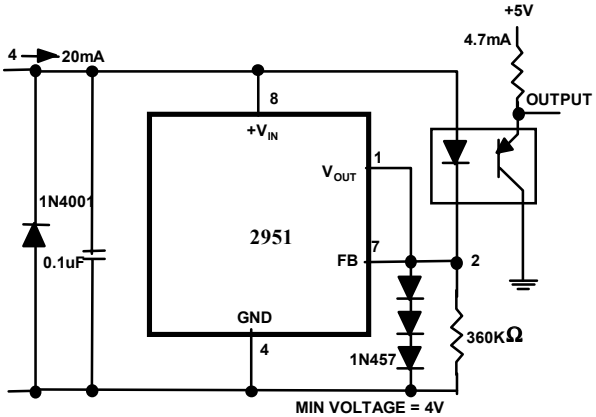 +5V
4 20mA
4.7mA
OUTPUT
8
+VIN
1
VOUT
1N4001
2951
7
FB
2
0.1uF
GND
4
1N457
360KΩ
MIN VOLTAGE = 4V